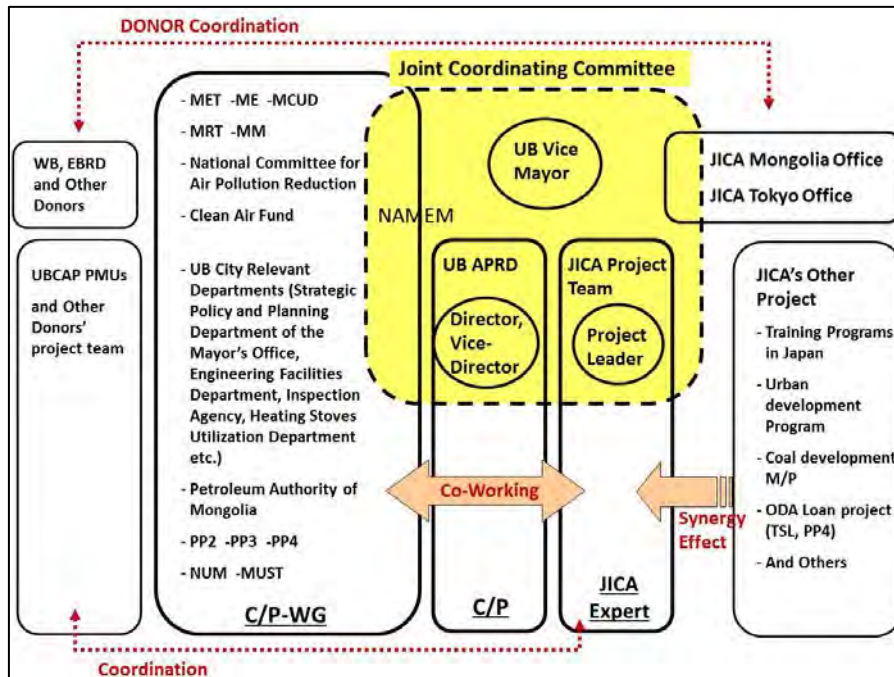 DONOR Coordination
Joint Coordinating Committee
WB, EBRD
and Other
Donors
UBCAP PMUs
and Other
Donors'
project team
- MET -ME -MCUD
- MRT -MM
- National Committee for
Air Pollution Reduction
- Clean Air Fund
- UB City Relevant
Departments (Strategic
Policy and Planning
Department of the
Mayor's Office,
Engineering Facilities
Department, Inspection
Agency, Heating Stoves
Utilization Department
etc.)
- Petroleum Authority of
Mongolia
- PP2 -PP3 -PP4
- NUM -MUST
C/P-WG
NAMEM
UB Vice
Mayor
UB APRD
Director,
Vice-
Director
C/P
JICA Project
Team
Project
Leader
JICA
Expert
Co-Working
Synergy
Effect
JICA Mongolia Office
JICA Tokyo Office
JICA's Other
Project
- Training Programs
in Japan
- Urban
development
Program
- Coal development
M/P
- ODA Loan project
(TSL, PP4)
- And Others
Coordination